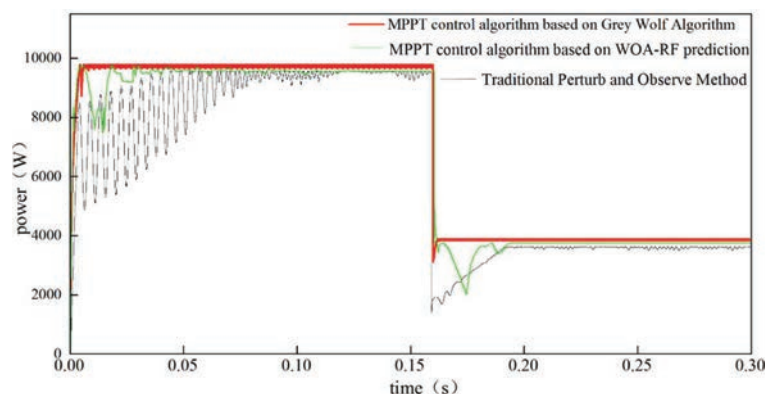 MPPT control algorithm based on Grey Wolf Algorithm
MPPT control algorithm based on WOA-RF prediction
Traditional Perturb and Observe Method
10000
8000
6000
4000
2000
0
power（W）
0.00
0.05
0.10
0.15
0.20
0.25
0.30
time（s）